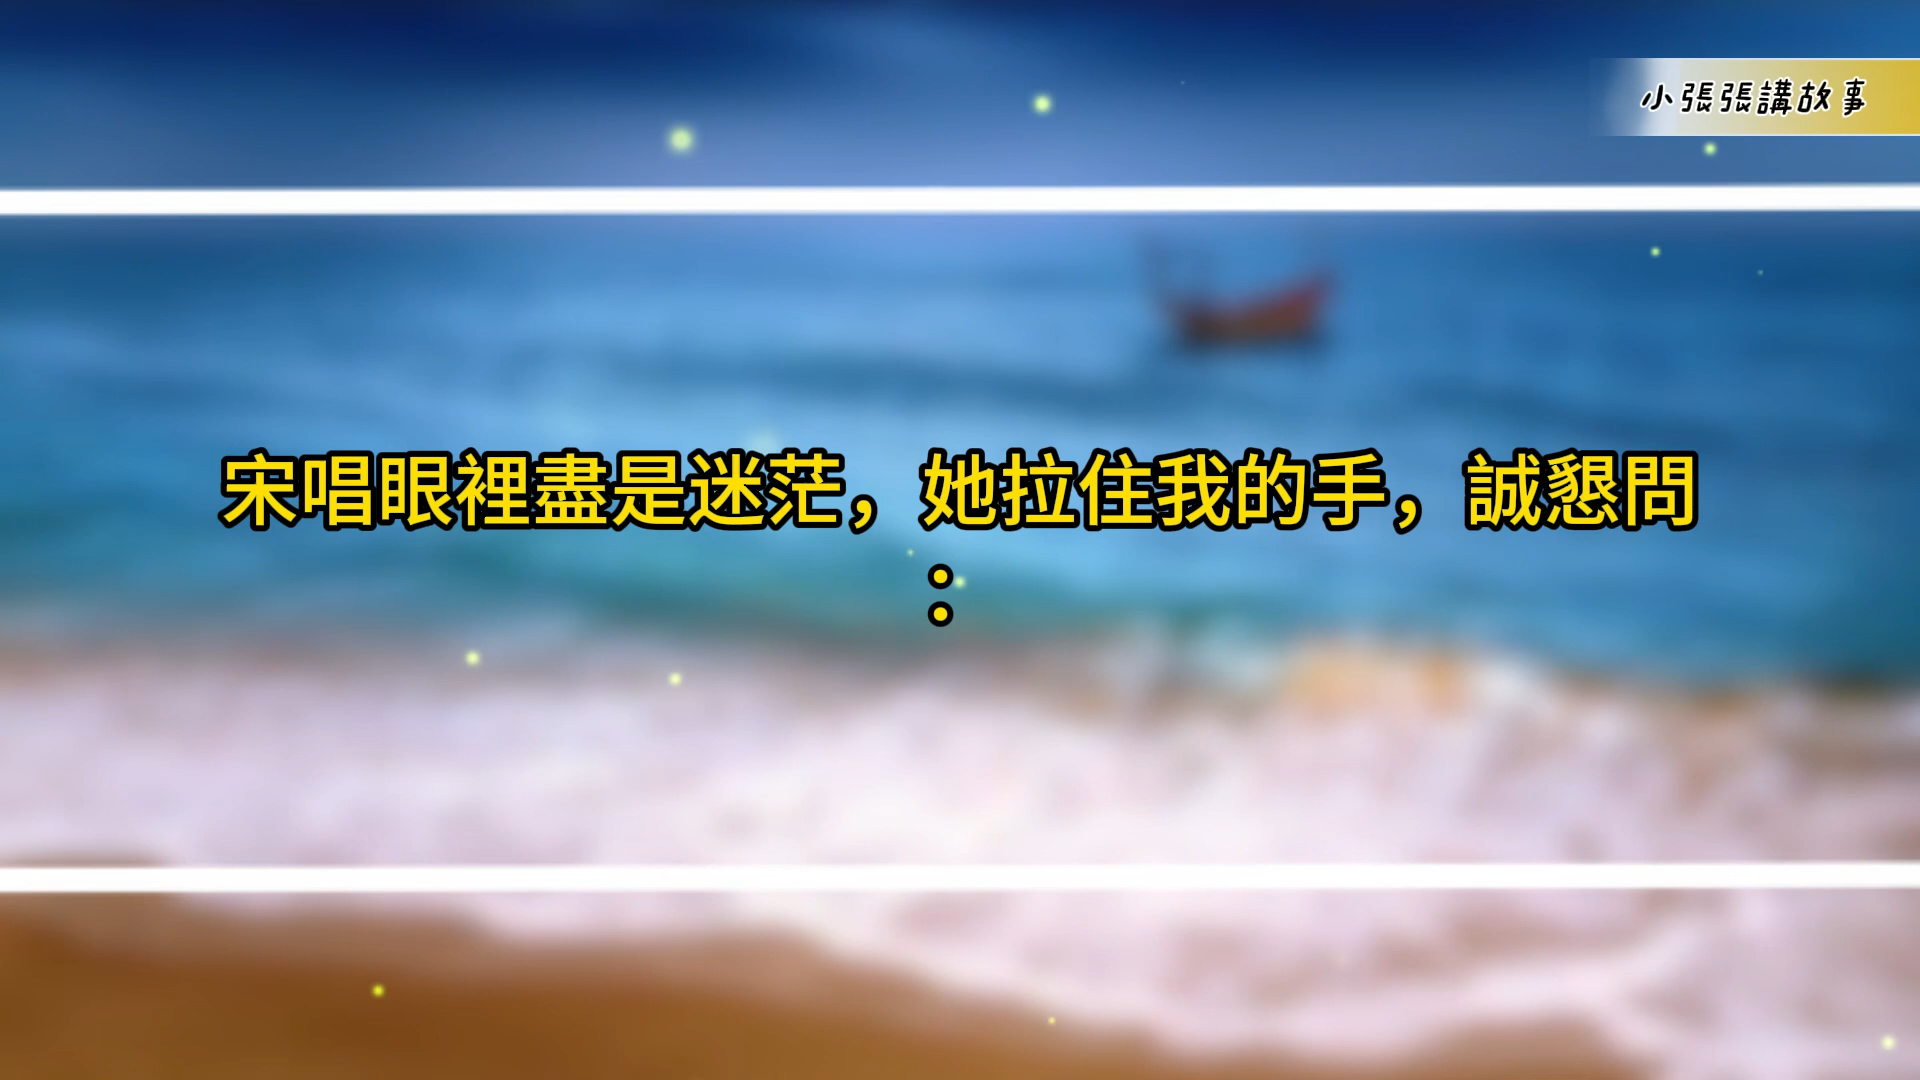 小張張講故事
宋唱眼裡盡是迷茫，她拉住我的手，誠懇問
：